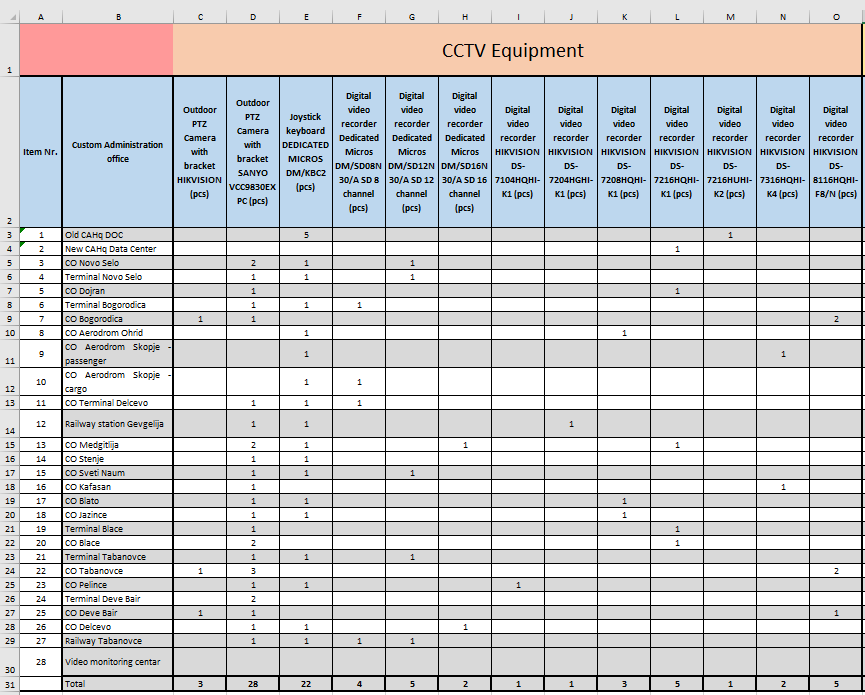 A B C D E F G H I J K L M N O
1 CCTV Equipment
2 Item Nr. Custom Administration office Outdoor PTZ Camera with bracket HIKVISION (pcs) Outdoor PTZ Camera with bracket SANYO VCC9830EX PC (pcs) Joystick keyboard DEDICATED MICROS DM/KBC2 (pcs) Digital video recorder Dedicated Micros DM/SD08N 30/A SD 8 channel (pcs) Digital video recorder Dedicated Micros DM/SD12N 30/A SD 12 channel (pcs) Digital video recorder Dedicated Micros DM/SD16N 30/A SD 16 channel (pcs) Digital video recorder HIKVISION DS-7104HQHI-K1 (pcs) Digital video recorder HIKVISION DS-7204HGHI-K1 (pcs) Digital video recorder HIKVISION DS-7208HQHI-K1 (pcs) Digital video recorder HIKVISION DS-7216HQHI-K1 (pcs) Digital video recorder HIKVISION DS-7216HUHI-K2 (pcs) Digital video recorder HIKVISION DS-7316HQHI-K4 (pcs) Digital video recorder HIKVISION DS-8116HQHI-F8/N (pcs)
3 1 Old CAHq DOC 5 1
4 2 New CAHq Data Center 1
5 3 CO Novo Selo 2 1 1
6 4 Terminal Novo Selo 1 1 1
7 5 CO Dojran 1 1
8 6 Terminal Bogorodica 1 1 1
9 7 CO Bogorodica 1 1 2
10 8 CO Aerodrom Ohrid 1 1
11 9 CO Aerodrom Skopje - passenger 1 1
12 10 CO Aerodrom Skopje - cargo 1 1
13 11 CO Terminal Delcevo 1 1 1
14 12 Railway station Gevgelija 1 1 1
15 13 CO Medgitlija 2 1 1 1
16 14 CO Stenje 1 1
17 15 CO Sveti Naum 1 1 1
18 16 CO Kafasan 1 1
19 17 CO Blato 1 1 1
20 18 CO Jazince 1 1 1
21 19 Terminal Blace 1 1
22 20 CO Blace 2 1
23 21 Terminal Tabanovce 1 1 1
24 22 CO Tabanovce 1 3 2
25 23 CO Pelince 1 1 1
26 24 Terminal Deve Bair 2
27 25 CO Deve Bair 1 1 1
28 26 CO Delcevo 1 1 1
29 27 Railway Tabanovce 1 1 1 1
30 28 Video monitoring centar
31 Total 3 28 22 4 5 2 1 1 3 5 1 2 5